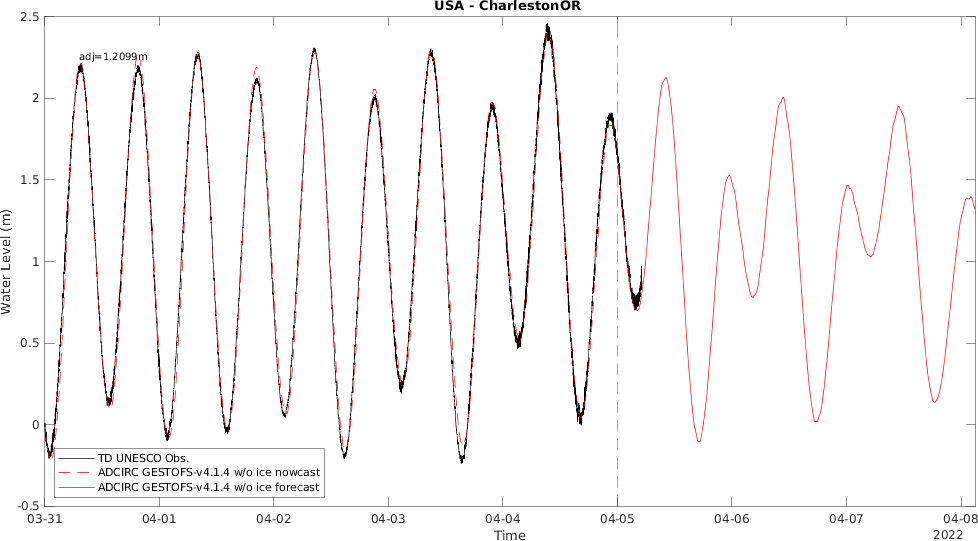 USA - CharlestonOR
adj=1.2099m
2.5
2
1.5
1
0.5
0
-0.5
Water Level (m)
TD UNESCO Obs.
ADCIRC GESTOFS-v4.1.4 w/o ice nowcast
ADCIRC GESTOFS-v4.1.4 w/o ice forecast
03-31 04-01 04-02 04-03 04-04 04-05 04-06 04-07 04-08
Time
2022